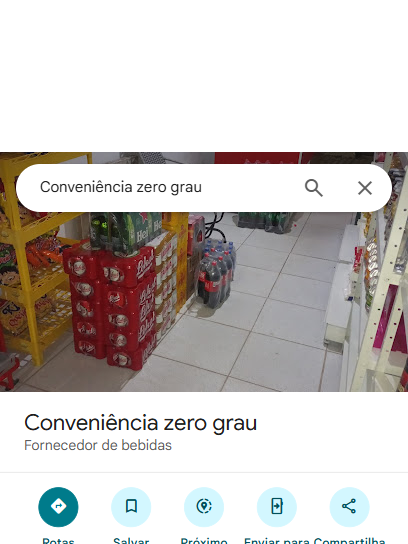 Conveniência zero grau
Conveniência zero grau
Fornecedor de bebidas
Rotas
Salvar
Próximo
Enviar para
Compartilha